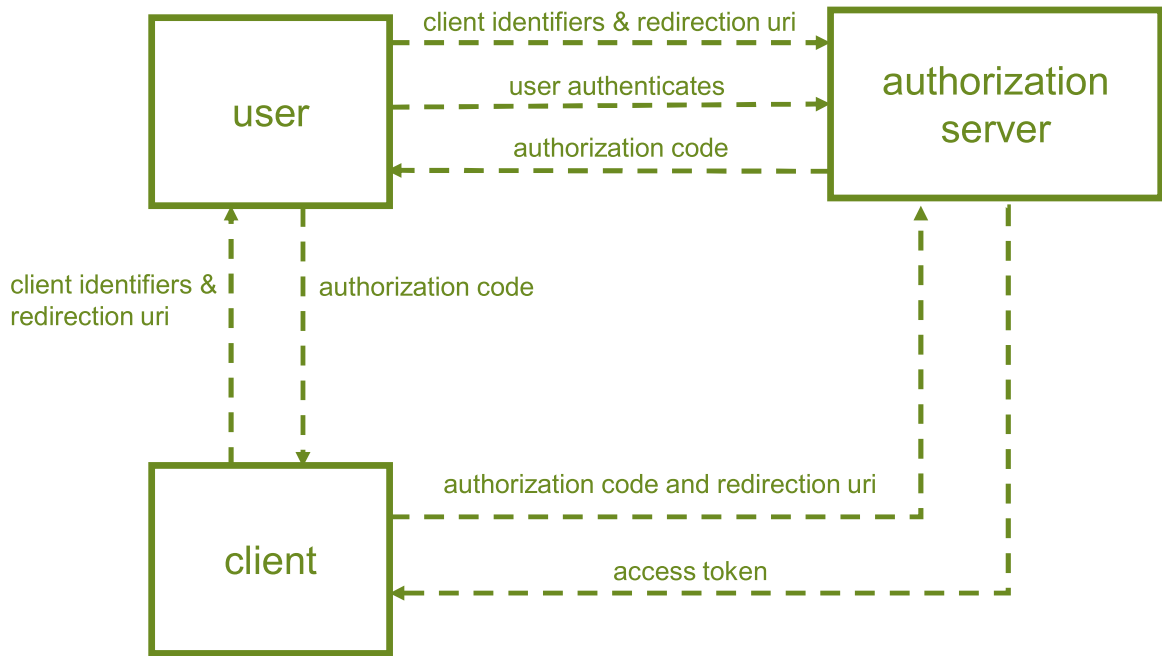 client identifiers & redirection uri
user
user authenticates
authorization code
authorization
server
client identifiers &
redirection uri
authorization code
authorization code and redirection uri
client
access token